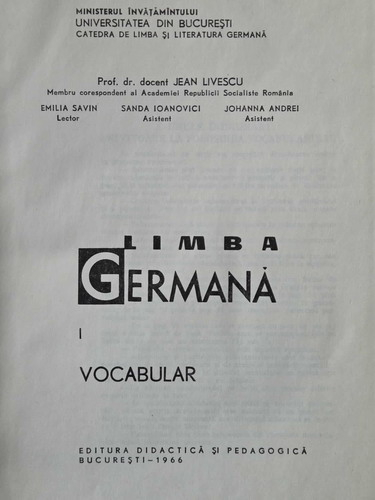 MINISTERUL ÎNVĂȚĂMÎNTULUI
UNIVERSITATEA DIN BUCUREȘTI
CATEDRA DE LIMBA ȘI LITERATURA GERMANĂ
Prof. dr. docent JEAN LIVESCU
Membru corespondent al Academiei Republicii Socialiste România
EMILIA SAVIN SANDA IOANOVICI JOHANNA ANDREI
Lector Asistent Asistent
LIMBA
GERMANĂ
I
VOCABULAR
EDITURA DIDACTICĂ ȘI PEDAGOGICĂ
BUCUREȘTI–1966